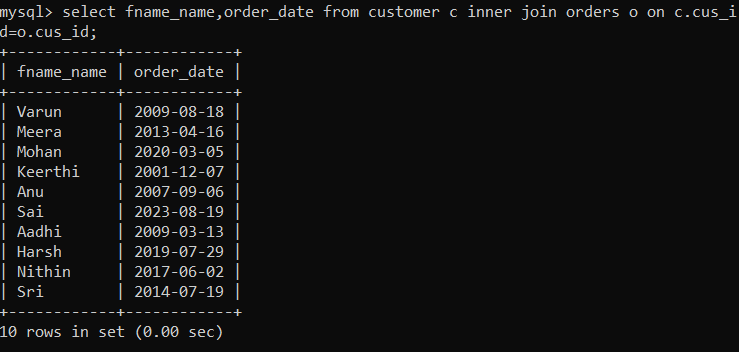 mysql> select fname_name,order_date from customer c inner join orders o on c.cus_i
d=o.cus_id;
+------------+------------+
| fname_name | order_date |
+------------+------------+
| Varun      | 2009-08-18 |
| Meera      | 2013-04-16 |
| Mohan      | 2020-03-05 |
| Keerthi    | 2001-12-07 |
| Anu        | 2007-09-06 |
| Sai        | 2023-08-19 |
| Aadhi      | 2009-03-13 |
| Harsh      | 2019-07-29 |
| Nithin     | 2017-06-02 |
| Sri        | 2014-07-19 |
+------------+------------+
10 rows in set (0.00 sec)